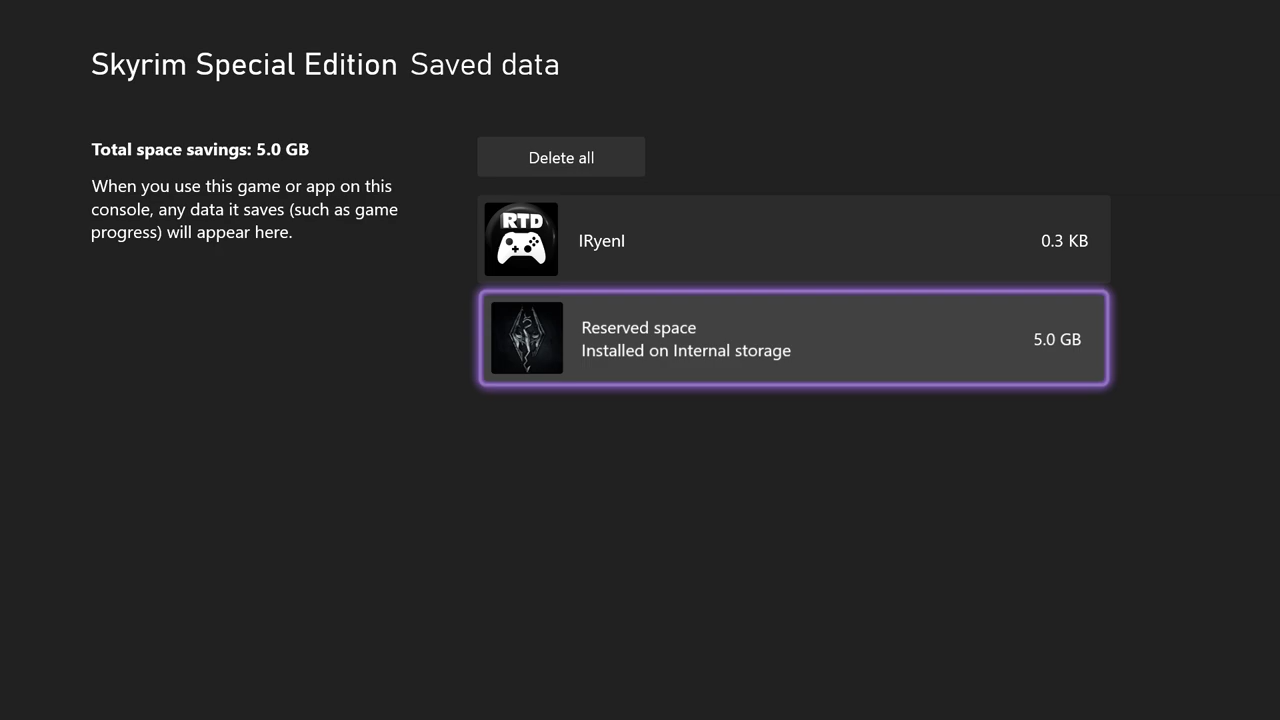 Skyrim Special Edition Saved data
Total space savings: 5.0 GB
When you use this game or app on this
console, any data it saves (such as game
progress) will appear here.
Delete all
RTD
IRyenI
0.3 KB
Reserved space
Installed on Internal storage
5.0 GB